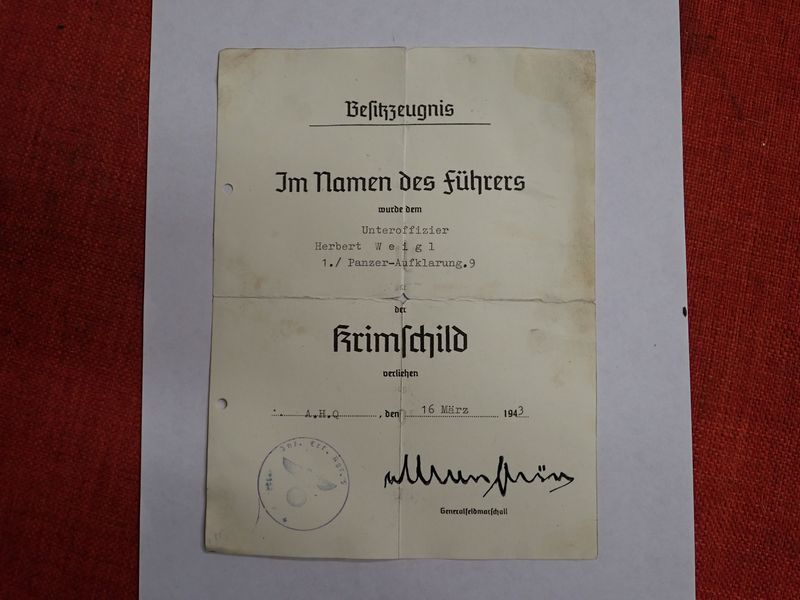 Besitzzeugnis
Im Namen des Führers
wurde dem
Unteroffizier
Herbert Weigl
1./ Panzer-Aufklarung.9
der
Krimschild
verliehen
A.H.Q , den 16 März 1943
Generalfeldmarschall